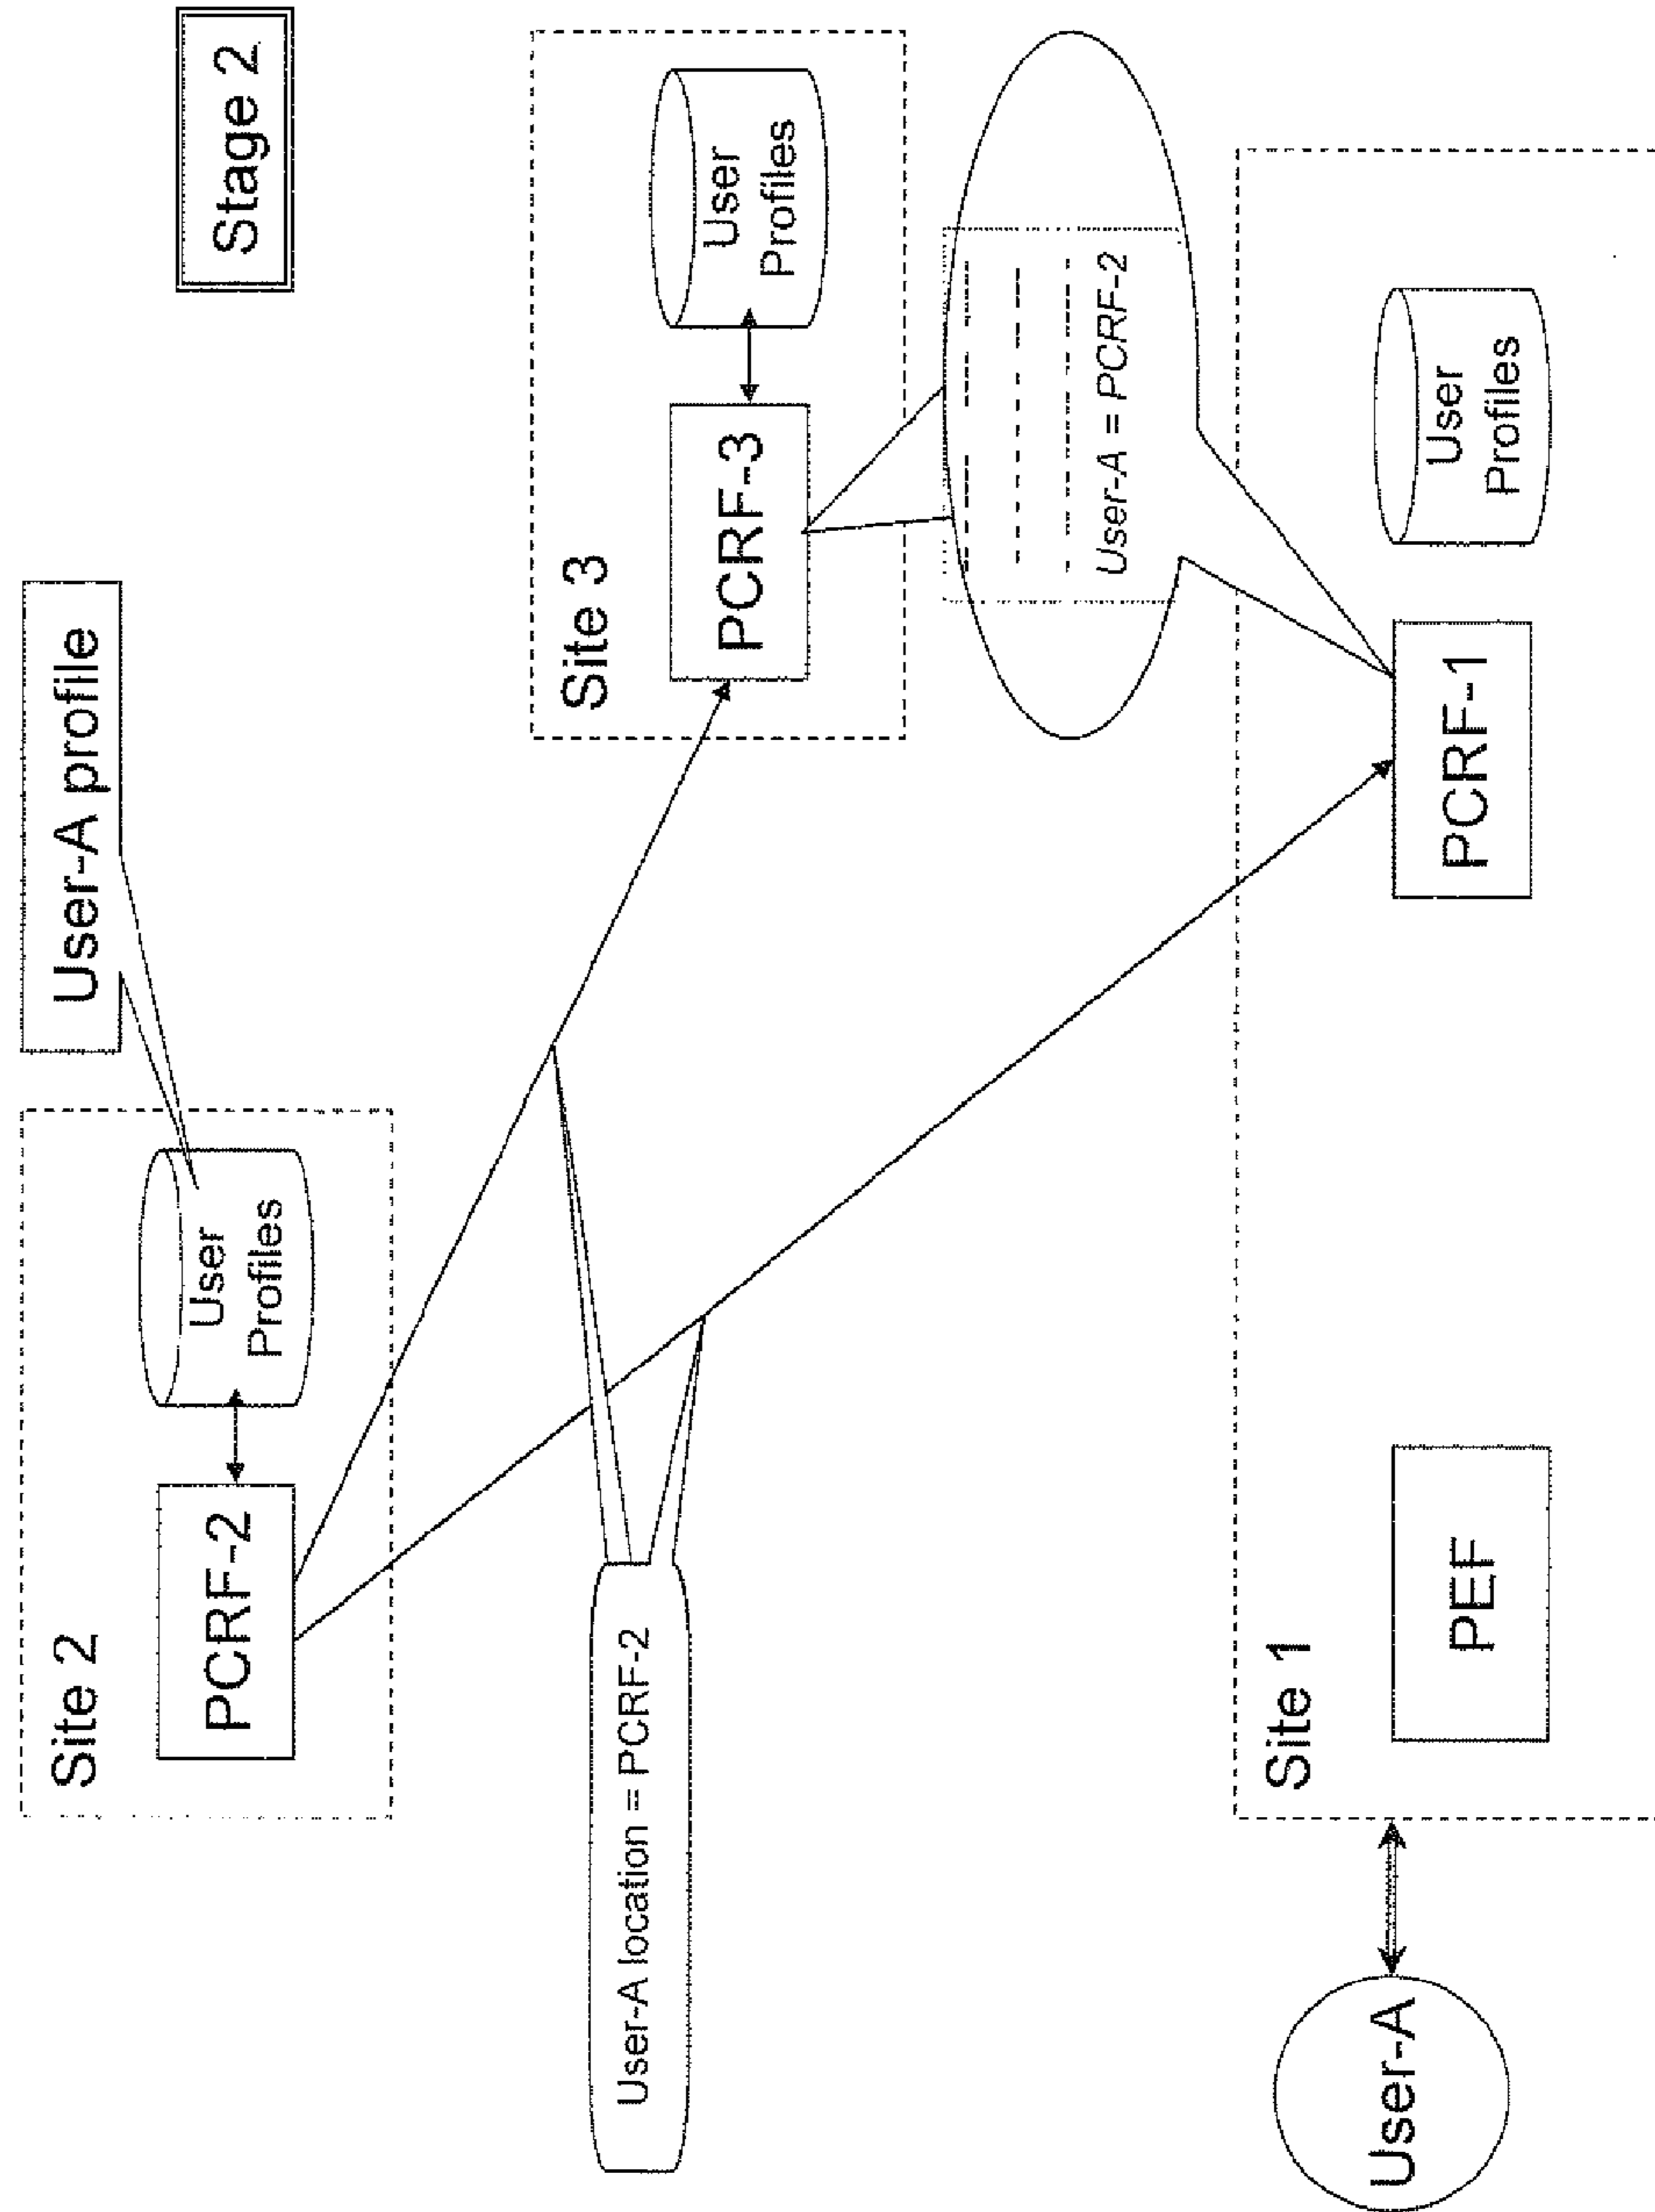 Stage 2
User-A profile
Site 2
PCRF-2
User
Profiles
Site 3
PCRF-3
User
Profiles
User-A location = PCRF-2
User-A = PCRF-2
Site 1
User-A
PEF
PCRF-1
User
Profiles